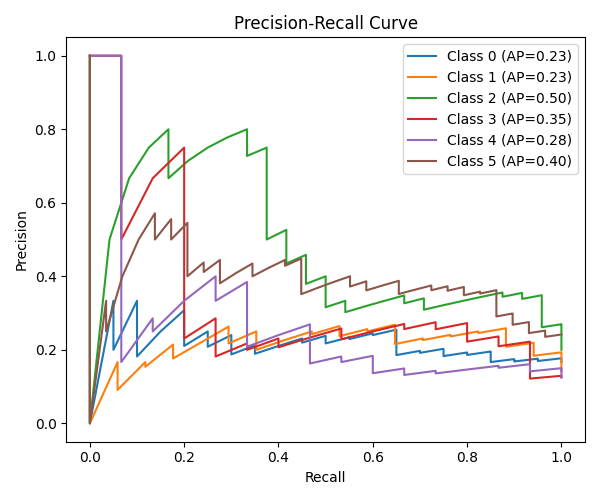 Precision-Recall Curve
Class 0 (AP=0.23)
Class 1 (AP=0.23)
Class 2 (AP=0.50)
Class 3 (AP=0.35)
Class 4 (AP=0.28)
Class 5 (AP=0.40)
Precision
1.0
0.8
0.6
0.4
0.2
0.0
0.0 0.2 0.4 0.6 0.8 1.0
Recall